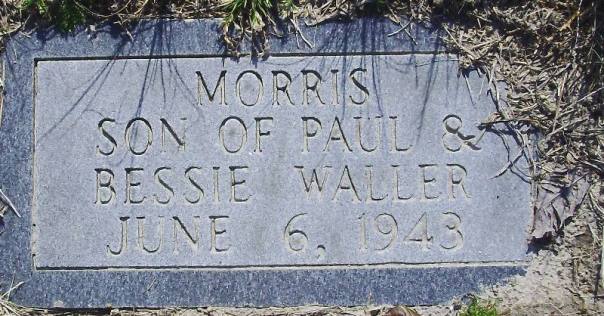 MORRIS
SON OF PAUL &
BESSIE WALLER
JUNE 6, 1943